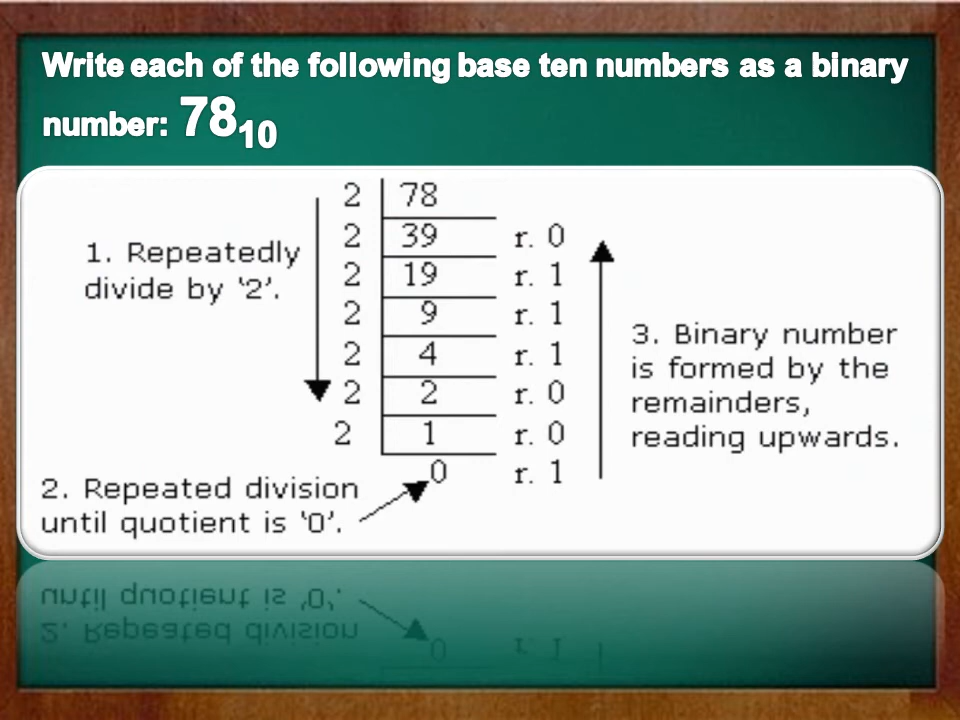 Write each of the following base ten numbers as a binary
number: 78₁₀
2 78
1. Repeatedly
divide by '2'.
2 39 r. 0
2 19 r. 1
2 9 r. 1
2 4 r. 1
2 2 r. 0
2 1 r. 0
0 r. 1
3. Binary number
is formed by the
remainders,
reading upwards.
2. Repeated division
until quotient is '0'.